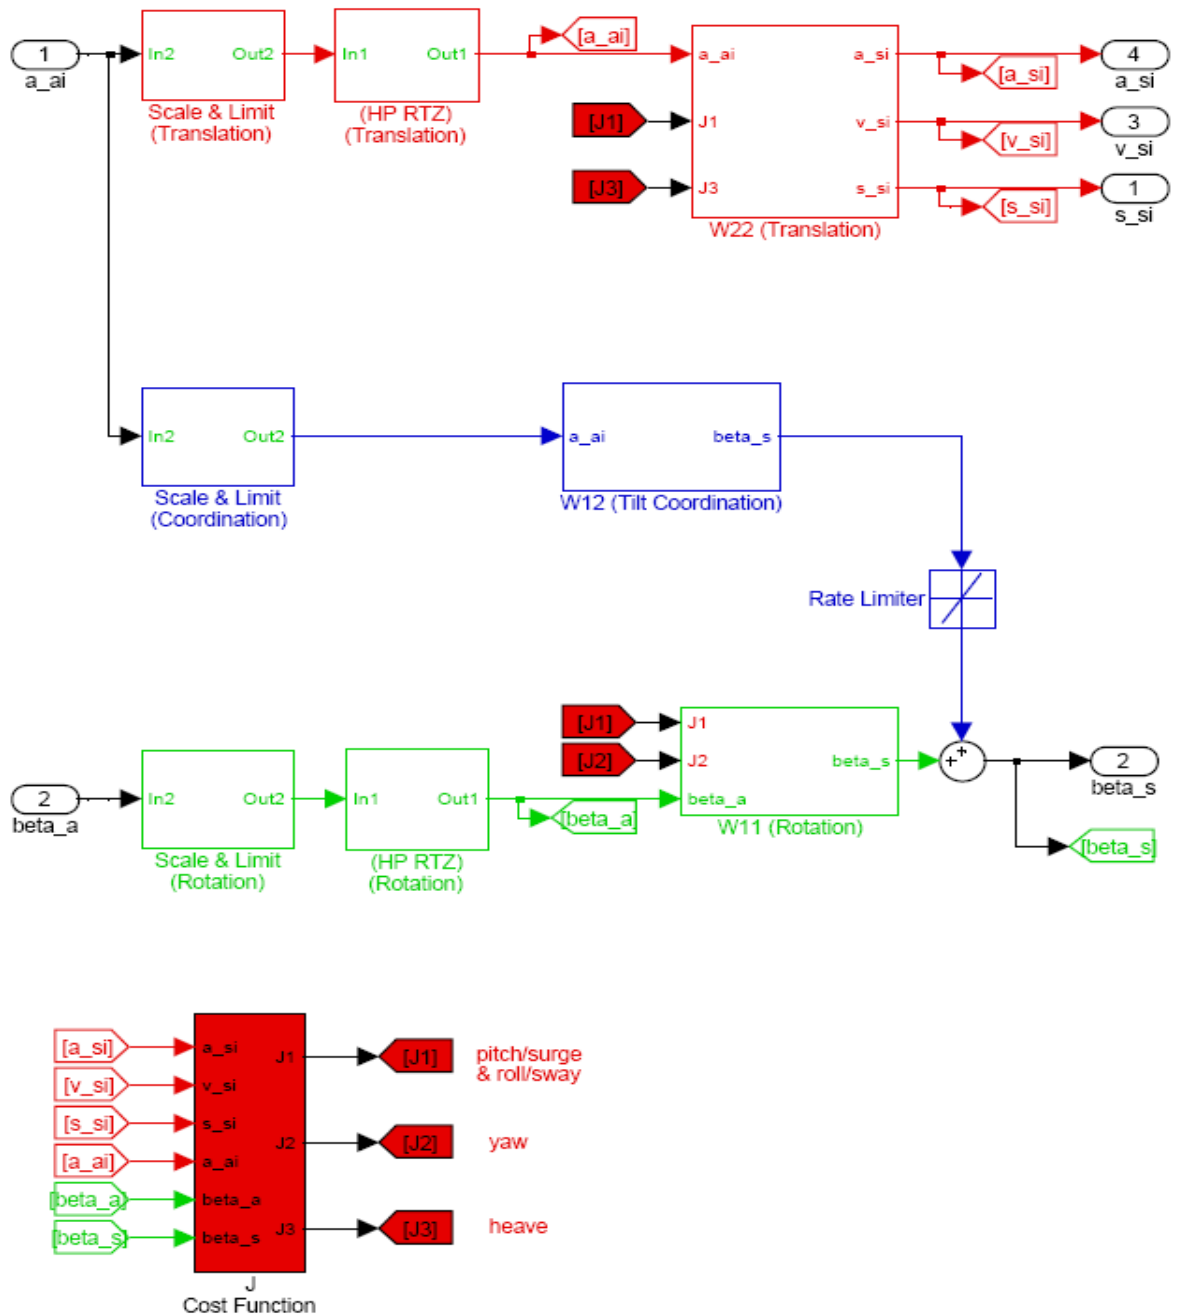 [a_ai]
1
a_ai
In2
Out2
Scale & Limit
(Translation)
In1
Out1
(HP RTZ)
(Translation)
a_ai
J1
J3
a_si
v_si
s_si
W22 (Translation)
[J1]
[J3]
[a_si]
[v_si]
[s_si]
4
a_si
3
v_si
1
s_si
In2
Out2
Scale & Limit
(Coordination)
a_ai
beta_s
W12 (Tilt Coordination)
Rate Limiter
[J1]
[J2]
J1
J2
beta_a
beta_s
W11 (Rotation)
2
beta_a
In2
Out2
Scale & Limit
(Rotation)
In1
Out1
(HP RTZ)
(Rotation)
[beta_a]
++
2
beta_s
[beta_s]
[a_si]
[v_si]
[s_si]
[a_ai]
[beta_a]
[beta_s]
a_si
v_si
s_si
a_ai
beta_a
beta_s
J1
J2
J3
J
Cost Function
[J1]
pitch/surge
& roll/sway
[J2]
yaw
[J3]
heave